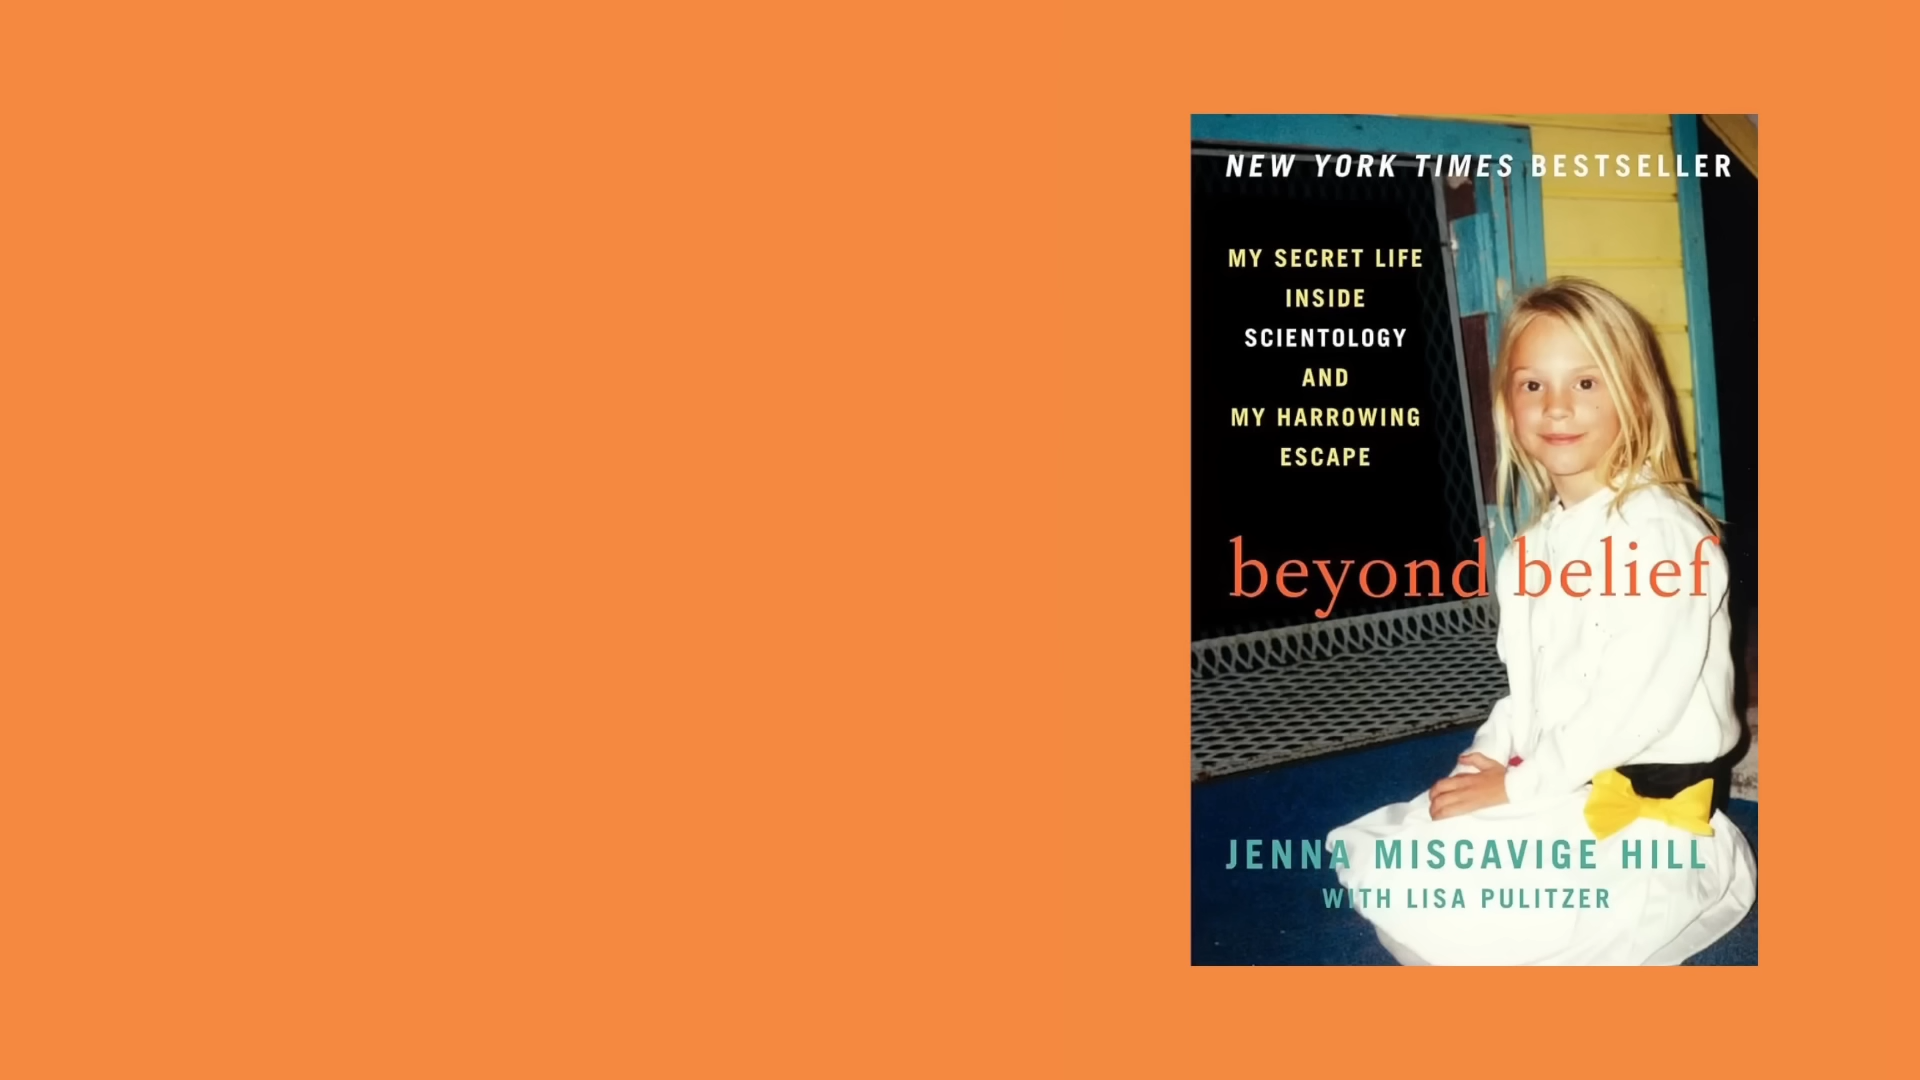 NEW YORK TIMES BESTSELLER
MY SECRET LIFE
INSIDE
SCIENTOLOGY
AND
MY HARROWING
ESCAPE
beyond belief
JENNA MISCAVIGE HILL
WITH LISA PULITZER